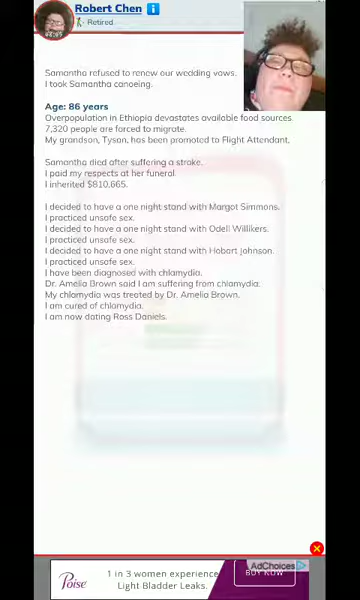 Robert Chen
Retired
Samantha refused to renew our wedding vows.
I took Samantha canoeing.
Age: 86 years
Overpopulation in Ethiopia devastates available food sources
7,320 people are forced to migrate.
My grandson, Tyson, has been promoted to Flight Attendant.
Samantha died after suffering a stroke.
I paid my respects at her funeral.
I inherited $810,665.
I decided to have a one night stand with Margot Simmons.
I practiced unsafe sex.
I decided to have a one night stand with Odell Willikers.
I practiced unsafe sex.
I decided to have a one night stand with Hobart Johnson.
I practiced unsafe sex.
I have been diagnosed with chlamydia.
Dr. Amelia Brown said I am suffering from chlamydia.
My chlamydia was treated by Dr. Amelia Brown.
I am cured of chlamydia.
I am now dating Ross Daniels.
AdChoices
Poise
1 in 3 women experience
Light Bladder Leaks.
BUY NOW